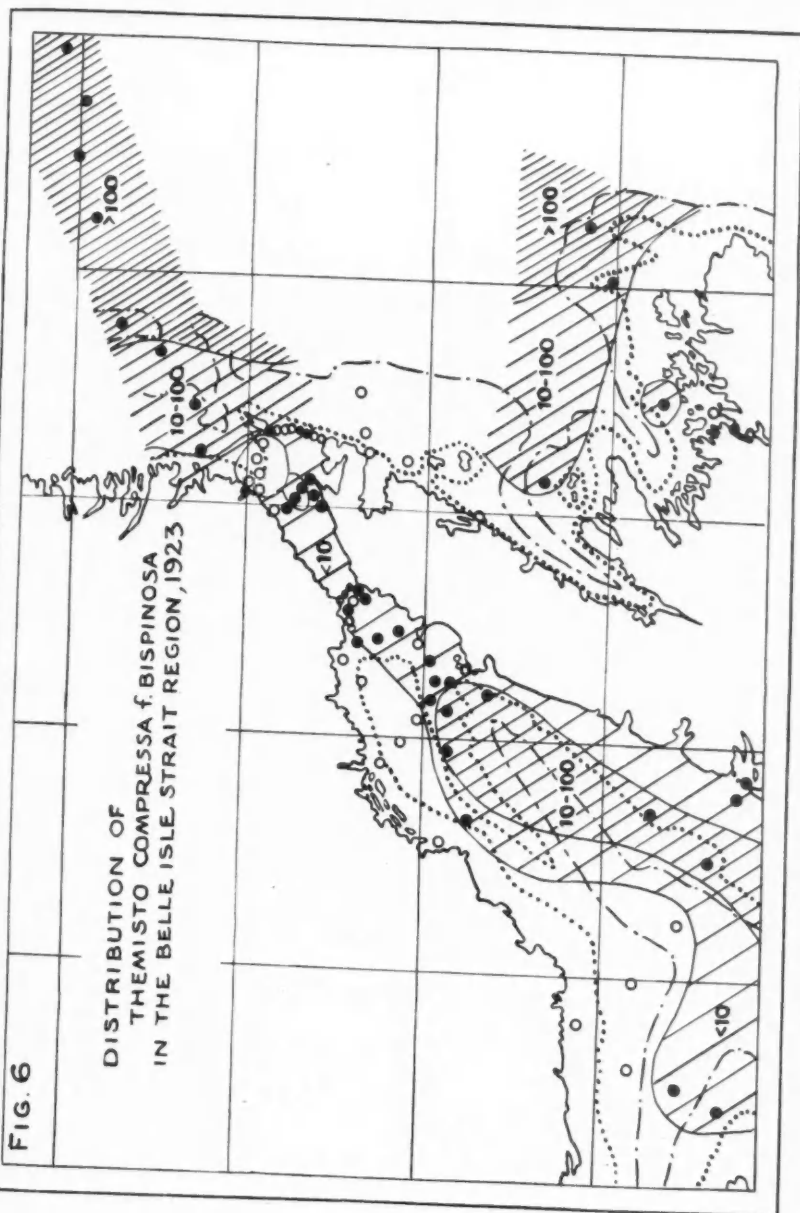 FIG. 6
DISTRIBUTION OF
THEMISTO COMPRESSA f. BISPINOSA
IN THE BELLE ISLE STRAIT REGION, 1923
>100
10-100
<10
10-100
<10
10-100
>100